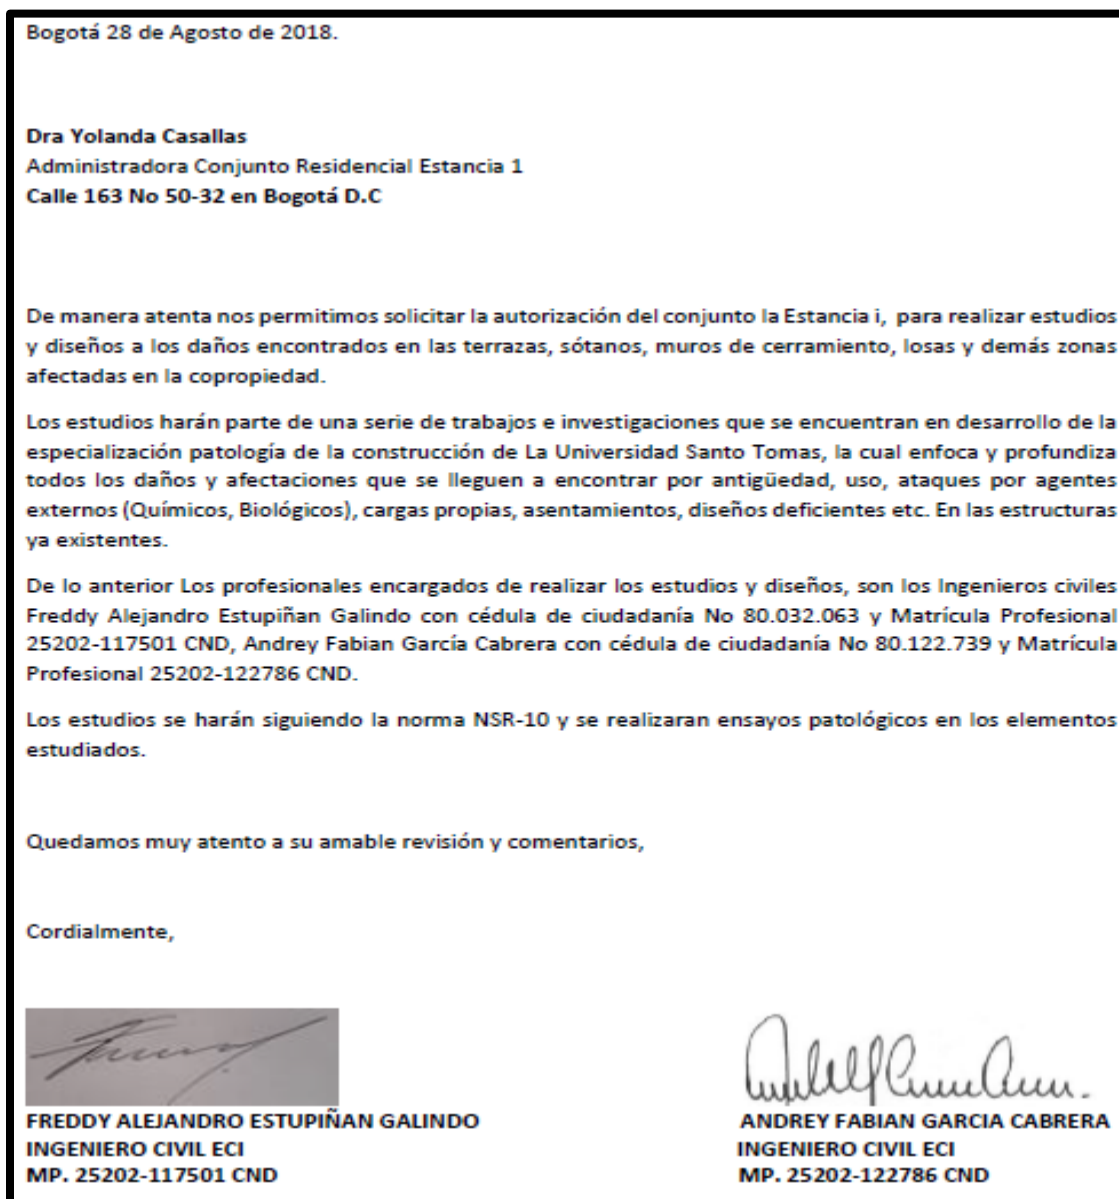 Bogotá 28 de Agosto de 2018.
Dra Yolanda Casallas
Administradora Conjunto Residencial Estancia 1
Calle 163 No 50-32 en Bogotá D.C
De manera atenta nos permitimos solicitar la autorización del conjunto la Estancia i, para realizar estudios
y diseños a los daños encontrados en las terrazas, sótanos, muros de cerramiento, losas y demás zonas
afectadas en la copropiedad.
Los estudios harán parte de una serie de trabajos e investigaciones que se encuentran en desarrollo de la
especialización patología de la construcción de La Universidad Santo Tomas, la cual enfoca y profundiza
todos los daños y afectaciones que se lleguen a encontrar por antigüedad, uso, ataques por agentes
externos (Químicos, Biológicos), cargas propias, asentamientos, diseños deficientes etc. En las estructuras
ya existentes.
De lo anterior Los profesionales encargados de realizar los estudios y diseños, son los Ingenieros civiles
Freddy Alejandro Estupiñan Galindo con cédula de ciudadanía No 80.032.063 y Matrícula Profesional
25202-117501 CND, Andrey Fabian García Cabrera con cédula de ciudadanía No 80.122.739 y Matrícula
Profesional 25202-122786 CND.
Los estudios se harán siguiendo la norma NSR-10 y se realizaran ensayos patológicos en los elementos
estudiados.
Quedamos muy atento a su amable revisión y comentarios,
Cordialmente,
FREDDY ALEJANDRO ESTUPIÑAN GALINDO
INGENIERO CIVIL ECI
MP. 25202-117501 CND
ANDREY FABIAN GARCIA CABRERA
INGENIERO CIVIL ECI
MP. 25202-122786 CND